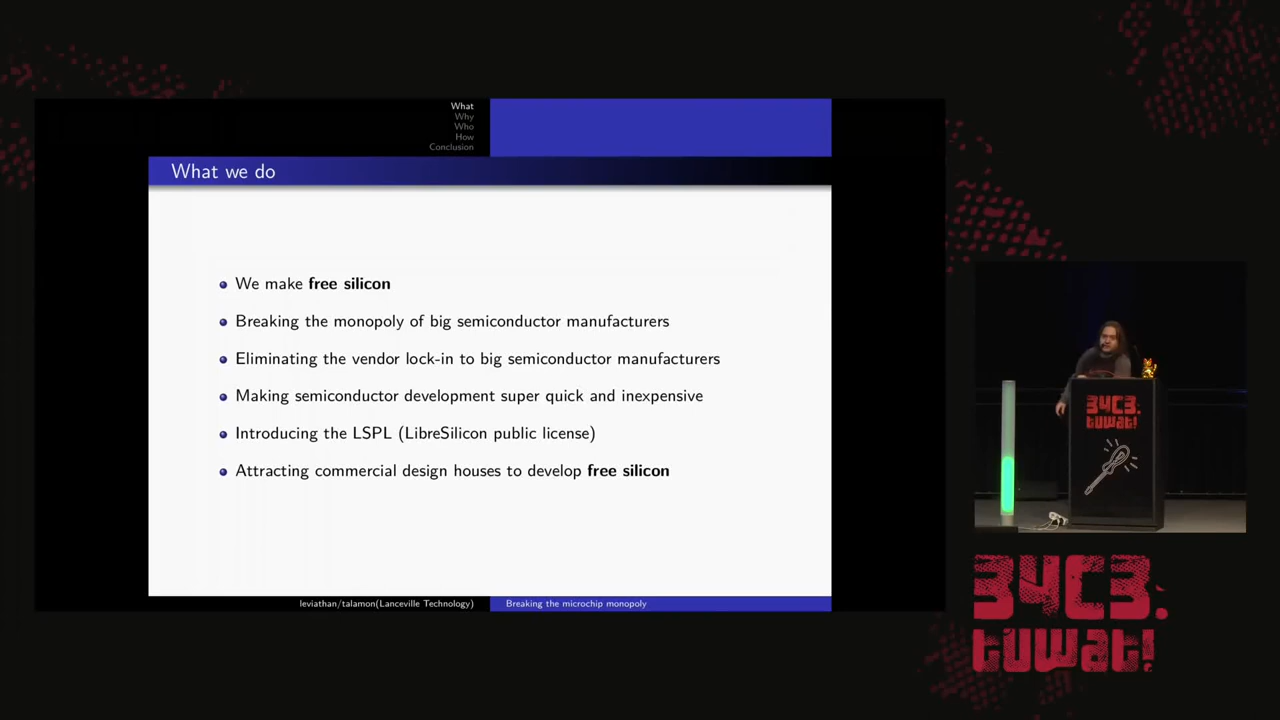 What
Why
Who
How
Conclusion
What we do
We make free silicon
Breaking the monopoly of big semiconductor manufacturers
Eliminating the vendor lock-in to big semiconductor manufacturers
Making semiconductor development super quick and inexpensive
Introducing the LSPL (LibreSilicon public license)
Attracting commercial design houses to develop free silicon
leviathan/talamon(Lanceville Technology)
Breaking the microchip monopoly
34C3.
tuwat!
34C3.
tuwat!